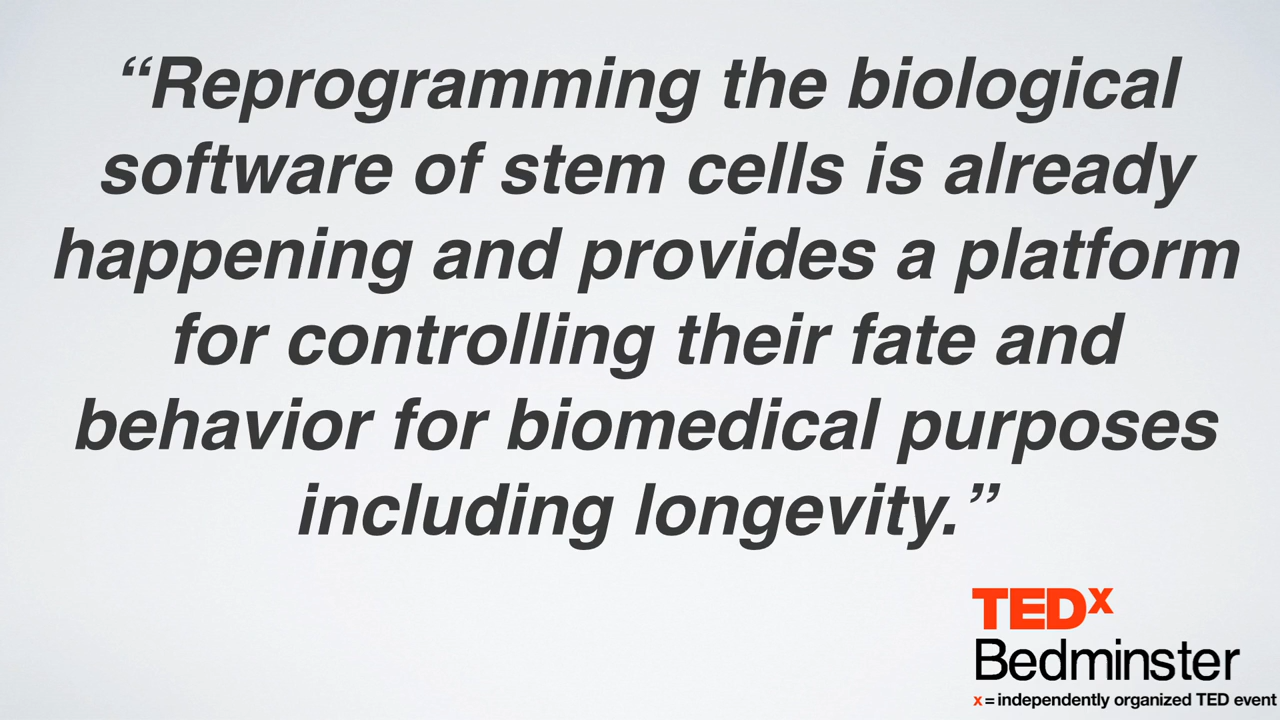 “Reprogramming the biological
software of stem cells is already
happening and provides a platform
for controlling their fate and
behavior for biomedical purposes
including longevity.”
TEDx
Bedminster
x = independently organized TED event